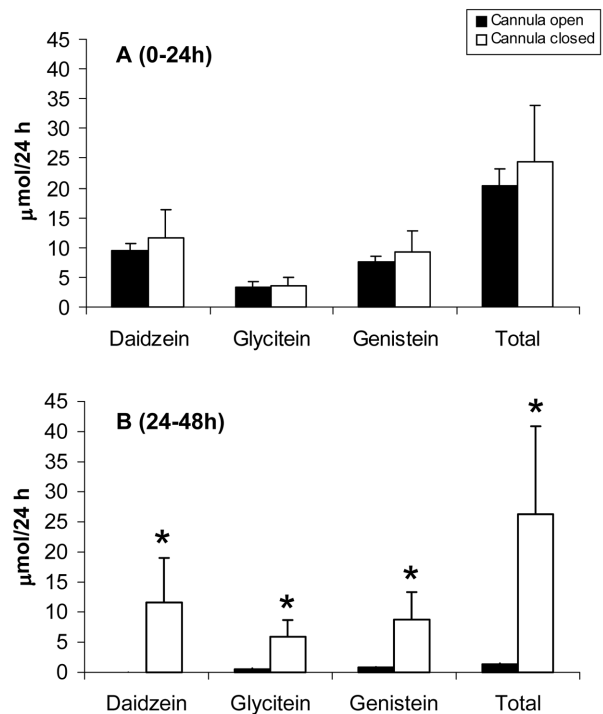 Cannula open
Cannula closed
A (0-24h)
45
40
35
30
25
20
15
10
5
0
μmol/24 h
Daidzein Glycitein Genistein Total
B (24-48h)
45
40
35
30
25
20
15
10
5
0
μmol/24 h
* * * *
Daidzein Glycitein Genistein Total